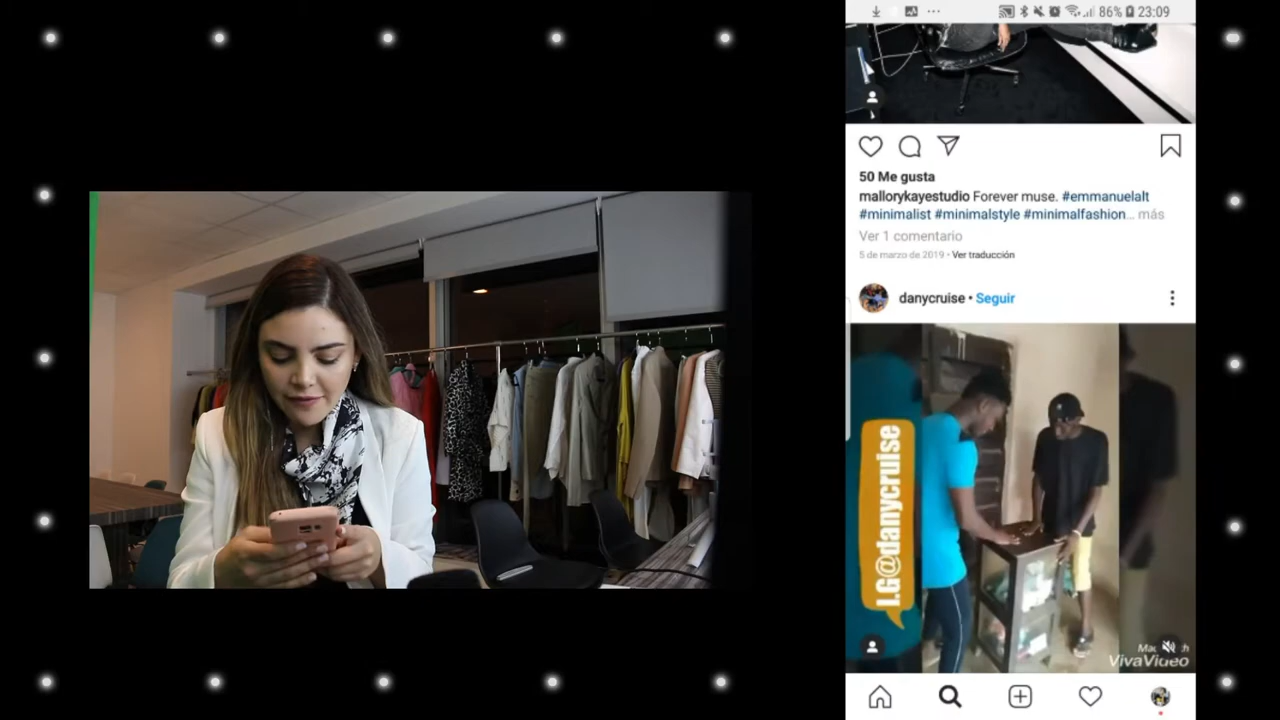 86% 23:09
50 Me gusta
mallorykayestudio Forever muse. #emmanuelalt
#minimalist #minimalstyle #minimalfashion... más
Ver 1 comentario
5 de marzo de 2019 • Ver traducción
danycruise • Seguir
I.G@danycruise
VivaVideo